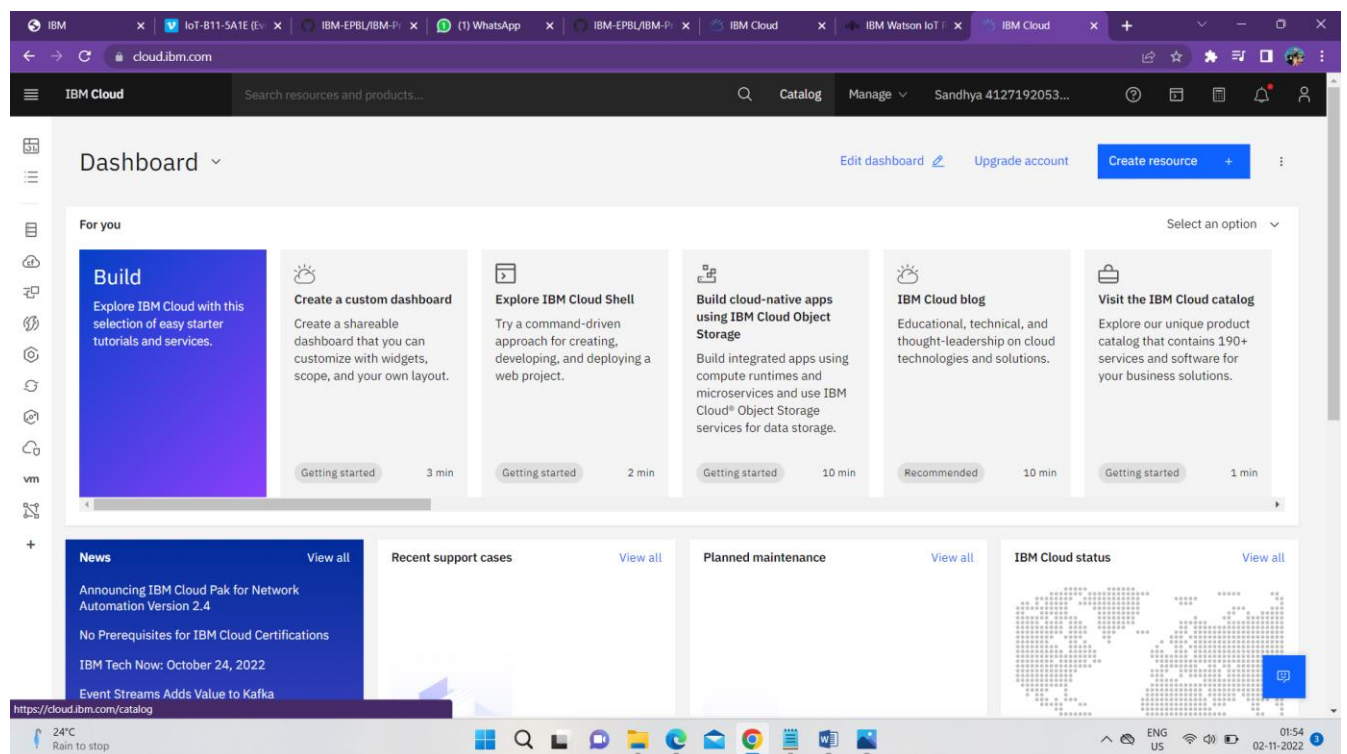 IBM
IoT-B11-5A1E (Ev
IBM-EPBL/IBM-Pr
(1) WhatsApp
IBM-EPBL/IBM-Pr
IBM Cloud
IBM Watson IoT P
IBM Cloud
cloud.ibm.com
IBM Cloud
Search resources and products...
Catalog
Manage
Sandhya 4127192053...
Dashboard
Edit dashboard
Upgrade account
Create resource +
For you
Select an option
Build
Explore IBM Cloud with this
selection of easy starter
tutorials and services.
Create a custom dashboard
Create a shareable
dashboard that you can
customize with widgets,
scope, and your own layout.
Getting started
3 min
Explore IBM Cloud Shell
Try a command-driven
approach for creating,
developing, and deploying a
web project.
Getting started
2 min
Build cloud-native apps
using IBM Cloud Object
Storage
Build integrated apps using
compute runtimes and
microservices and use IBM
Cloud® Object Storage
services for data storage.
Getting started
10 min
IBM Cloud blog
Educational, technical, and
thought-leadership on cloud
technologies and solutions.
Recommended
10 min
Visit the IBM Cloud catalog
Explore our unique product
catalog that contains 190+
services and software for
your business solutions.
Getting started
1 min
vm
News
View all
Announcing IBM Cloud Pak for Network
Automation Version 2.4
No Prerequisites for IBM Cloud Certifications
IBM Tech Now: October 24, 2022
Event Streams Adds Value to Kafka
Recent support cases
View all
Planned maintenance
View all
IBM Cloud status
View all
https://cloud.ibm.com/catalog
24°C
Rain to stop
ENG
US
01:54
02-11-2022
3